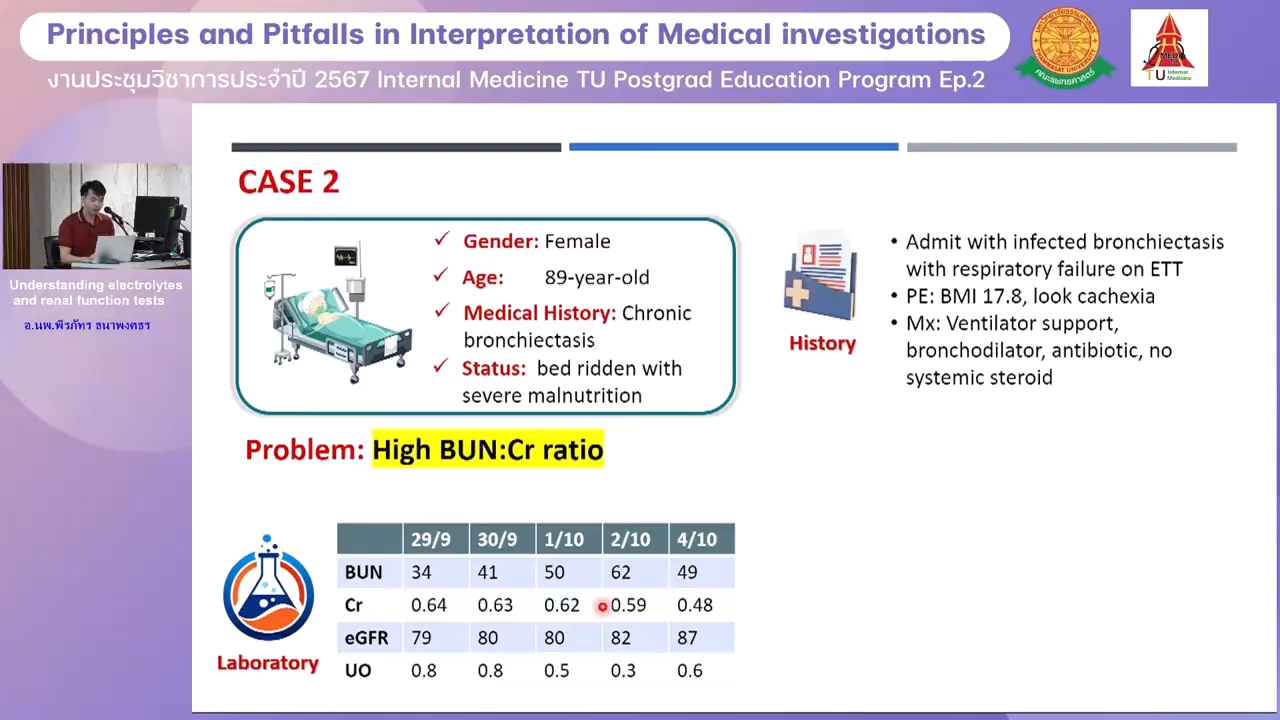 Principles and Pitfalls in Interpretation of Medical investigations
งานประชุมวิชาการประจำปี 2567 Internal Medicine TU Postgrad Education Program Ep.2
TU Internal Medicine
Understanding electrolytes
and renal function tests
อ.นพ.พีรภัทร ธนาพงศธร
CASE 2
✓ Gender: Female
✓ Age: 89-year-old
✓ Medical History: Chronic
bronchiectasis
✓ Status: bed ridden with
severe malnutrition
History
• Admit with infected bronchiectasis
with respiratory failure on ETT
• PE: BMI 17.8, look cachexia
• Mx: Ventilator support,
bronchodilator, antibiotic, no
systemic steroid
Problem: High BUN:Cr ratio
Laboratory
29/9 30/9 1/10 2/10 4/10
BUN 34 41 50 62 49
Cr 0.64 0.63 0.62 0.59 0.48
eGFR 79 80 80 82 87
UO 0.8 0.8 0.5 0.3 0.6